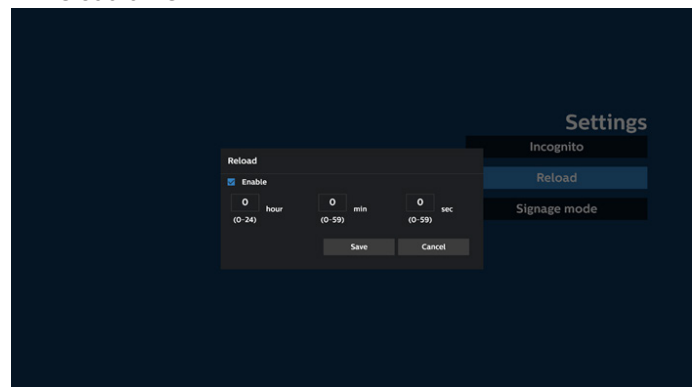 Settings
Incognito
Reload
Signage mode
Reload
Enable
0 hour 0 min 0 sec
(0-24) (0-59) (0-59)
Save Cancel